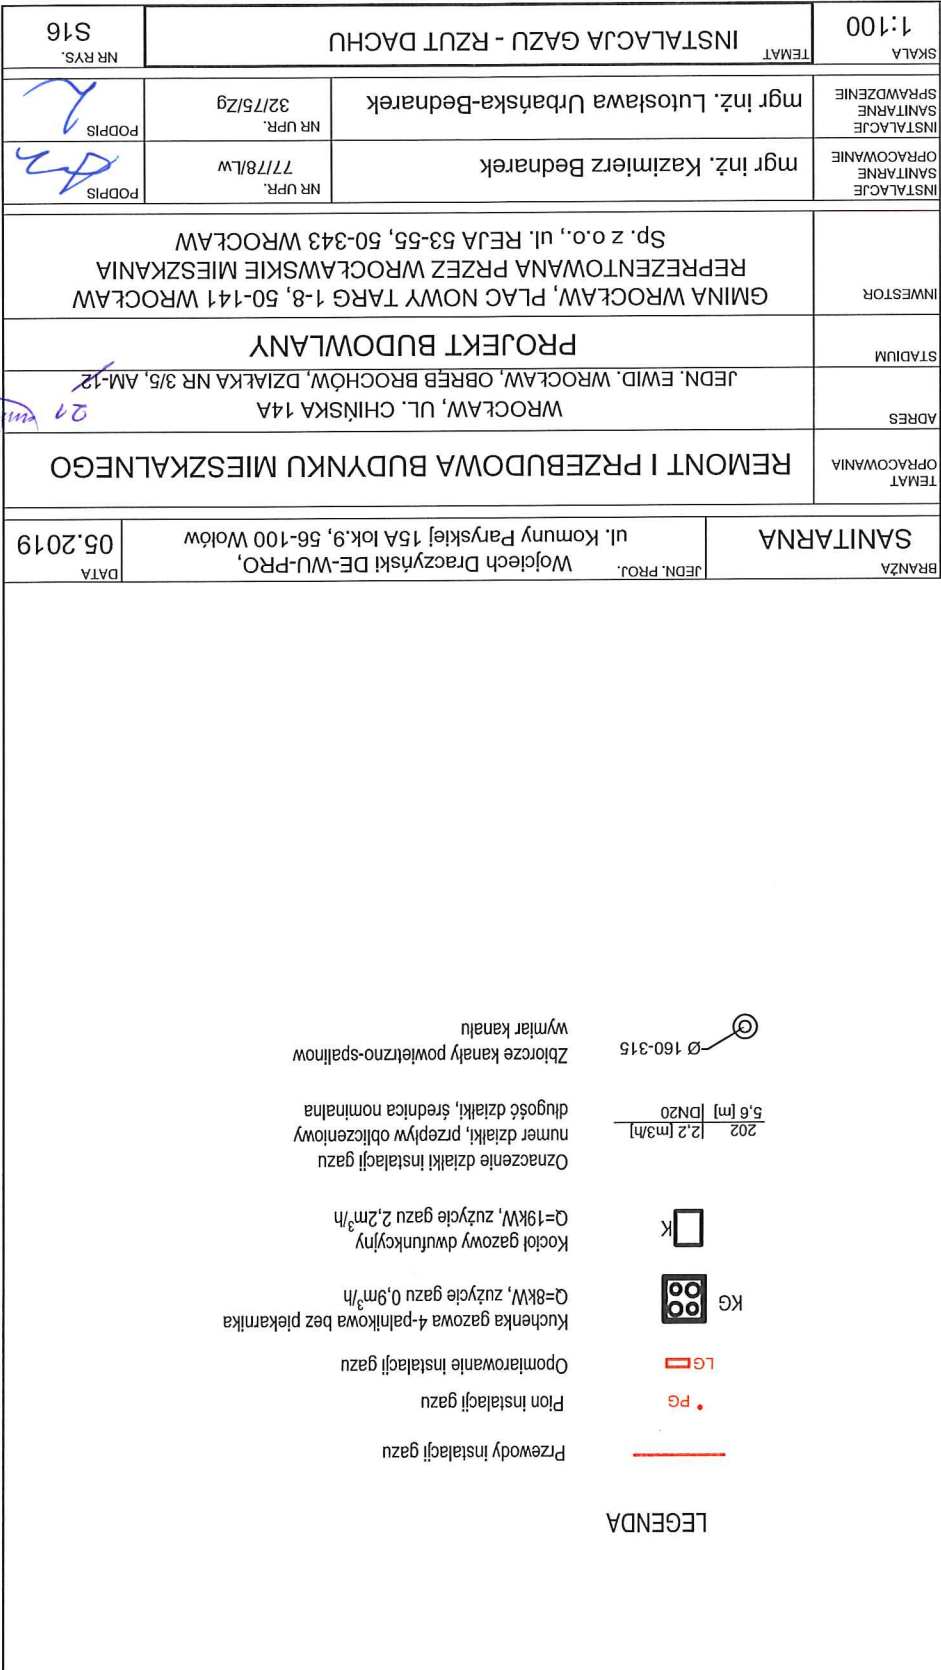 LEGENDA
Przewody instalacji gazu
PG Pion instalacji gazu
LG Opomiarowanie instalacji gazu
KG Kuchenka gazowa 4-palnikowa bez piekarnika
Q=8kW, zużycie gazu 0,9m³/h
K Kocioł gazowy dwufunkcyjny
Q=19kW, zużycie gazu 2,2m³/h
Oznaczenie działki instalacji gazu
202 2,2 [m3/h] numer działki, przepływ obliczeniowy
5,6 [m] DN20 długość działki, średnica nominalna
Ø 160-315 Zbiorcze kanały powietrzno-spalinow
wymiar kanału
BRANŻA
SANITARNA
JEDN. PROJ. Wojciech Draczyński DE-WU-PRO,
ul. Komuny Paryskiej 15A lok.9, 56-100 Wołów
DATA
05.2019
TEMAT
OPRACOWANIA
REMONT I PRZEBUDOWA BUDYNKU MIESZKALNEGO
ADRES
WROCŁAW, UL. CHIŃSKA 14A
JEDN. EWID. WROCŁAW, OBRĘB BROCHÓW, DZIAŁKA NR 3/5, AM-12
21
STADIUM
PROJEKT BUDOWLANY
INWESTOR
GMINA WROCŁAW, PLAC NOWY TARG 1-8, 50-141 WROCŁAW
REPREZENTOWANA PRZEZ WROCŁAWSKIE MIESZKANIA
Sp. z o.o., ul. REJA 53-55, 50-343 WROCŁAW
INSTALACJE
SANITARNE
OPRACOWANIE
mgr inż. Kazimierz Bednarek
NR UPR.
77/78/Lw
PODPIS
INSTALACJE
SANITARNE
SPRAWDZENIE
mgr inż. Lutosława Urbańska-Bednarek
NR UPR.
32/75/Zg
PODPIS
SKALA
1:100
TEMAT
INSTALACJA GAZU - RZUT DACHU
NR RYS.
S16